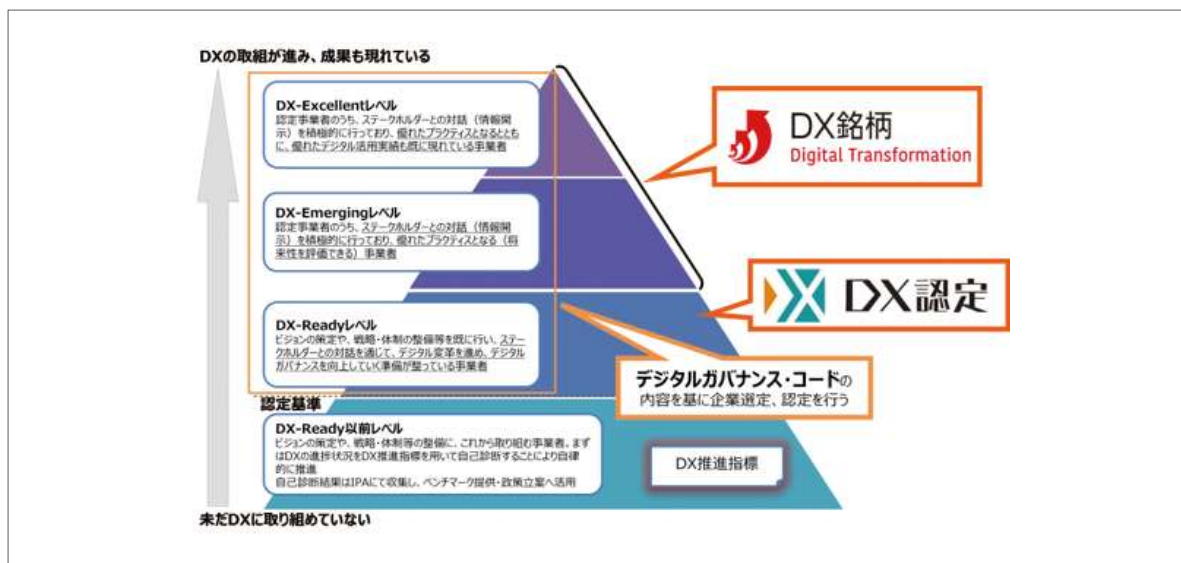 DXの取組が進み、成果も現れている
DX-Excellentレベル
認定事業者のうち、ステークホルダーとの対話（情報開
示）を積極的に行っており、優れたプラクティスとなるととも
に、優れたデジタル活用実績も既に現れている事業者
DX銘柄
Digital Transformation
DX-Emergingレベル
認定事業者のうち、ステークホルダーとの対話（情報開
示）を積極的に行っており、優れたプラクティスとなる（将
来性を評価できる）事業者
DX認定
DX-Readyレベル
ビジョンの策定や、戦略・体制の整備等を既に行い、ステー
クホルダーとの対話を通じて、デジタル変革を進め、デジタル
ガバナンスを向上していく準備が整っている事業者
デジタルガバナンス・コードの
内容を基に企業選定、認定を行う
認定基準
DX-Ready以前レベル
ビジョンの策定や、戦略・体制等の整備に、これから取り組む事業者。まず
はDXの進捗状況をDX推進指標を用いて自己診断することにより自律
的に推進
自己診断結果はIPAにて収集し、ベンチマーク提供・政策立案へ活用
DX推進指標
未だDXに取り組めていない